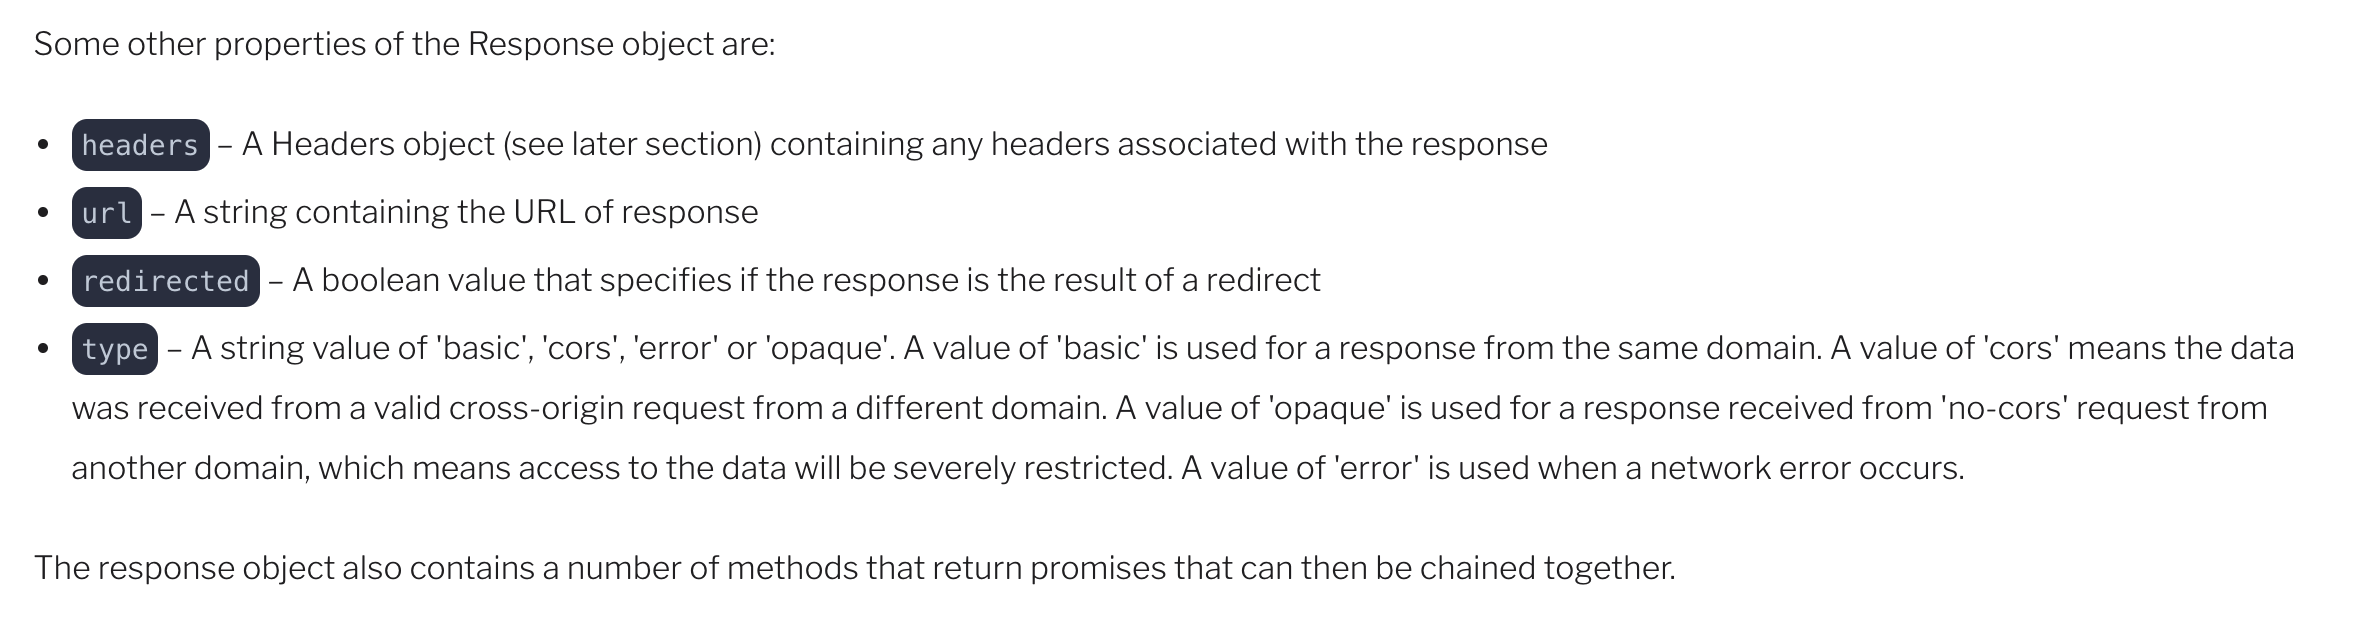 Some other properties of the Response object are:
• headers – A Headers object (see later section) containing any headers associated with the response
• url – A string containing the URL of response
• redirected – A boolean value that specifies if the response is the result of a redirect
• type – A string value of 'basic', 'cors', 'error' or 'opaque'. A value of 'basic' is used for a response from the same domain. A value of 'cors' means the data
was received from a valid cross-origin request from a different domain. A value of 'opaque' is used for a response received from 'no-cors' request from
another domain, which means access to the data will be severely restricted. A value of 'error' is used when a network error occurs.
The response object also contains a number of methods that return promises that can then be chained together.